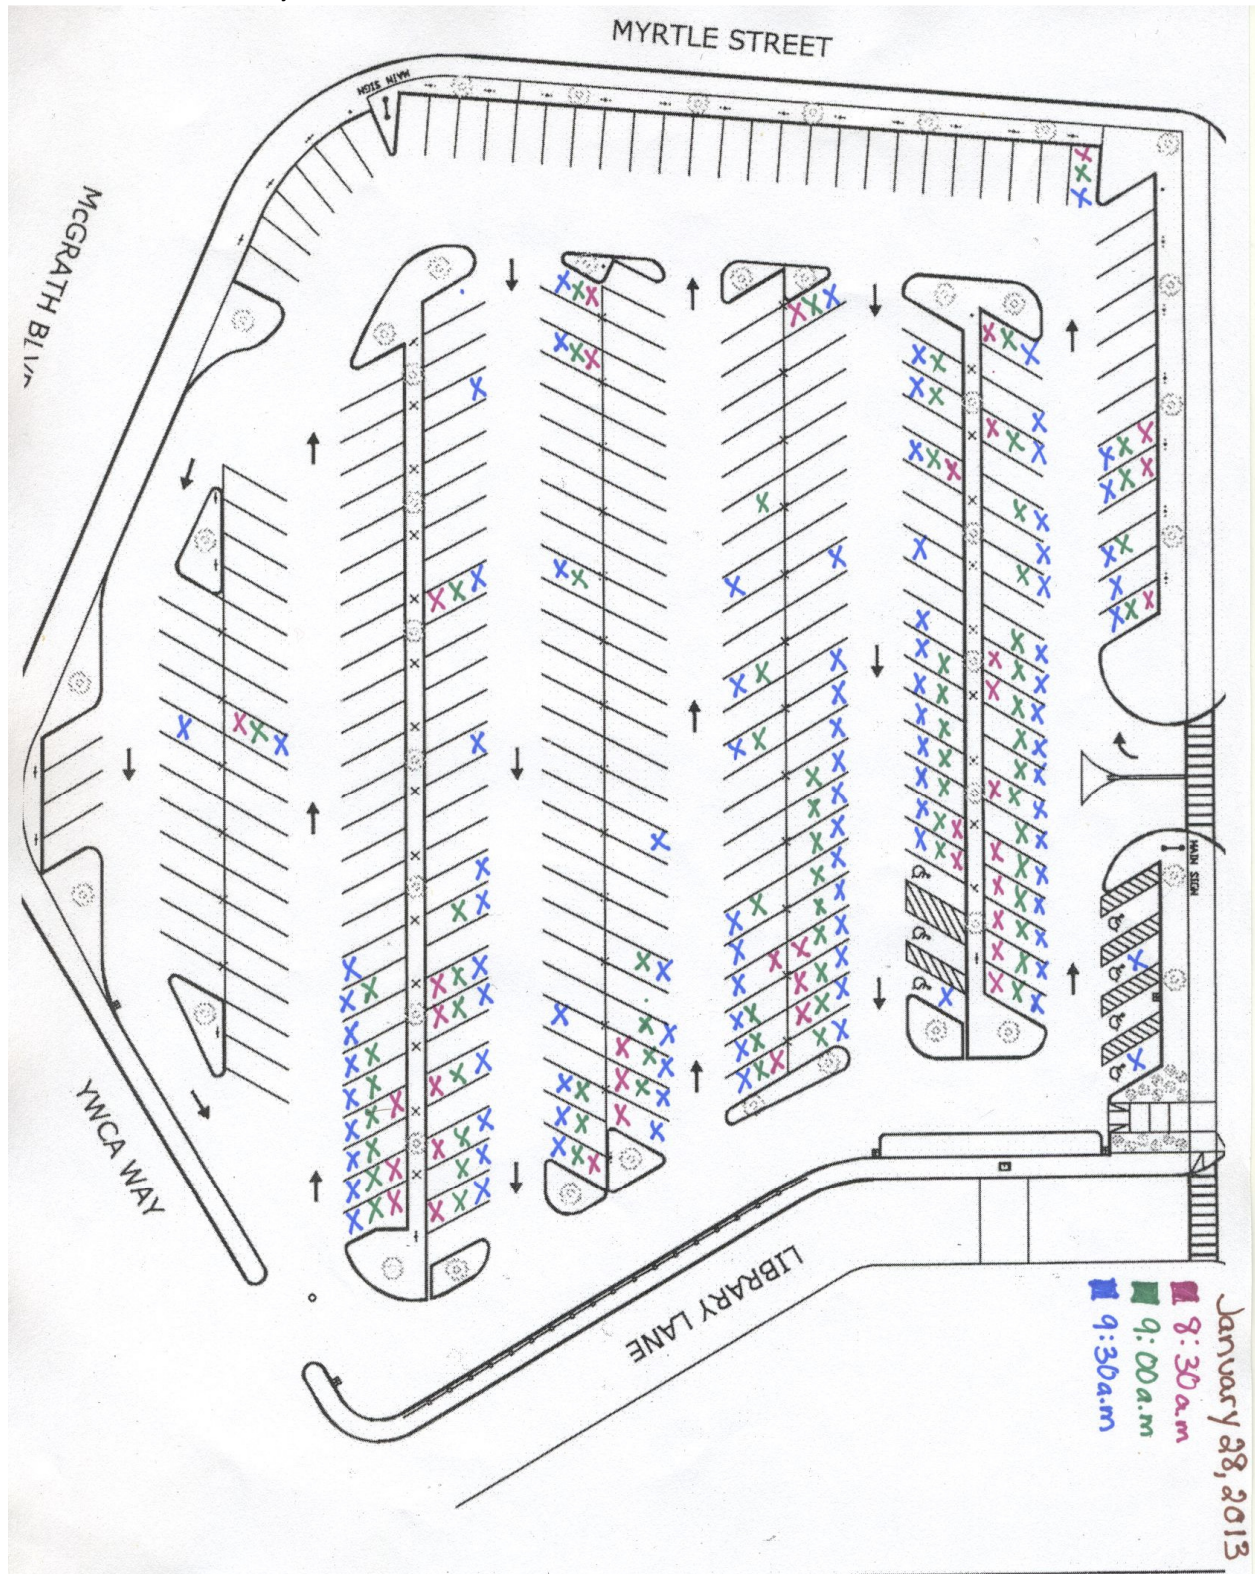 MYRTLE STREET
MAIN SIGN
McGRATH BLV
MAIN SIGN
YWCA WAY
LIBRARY LANE
January 28, 2013
8:30a.m
9:00a.m
9:30a.m